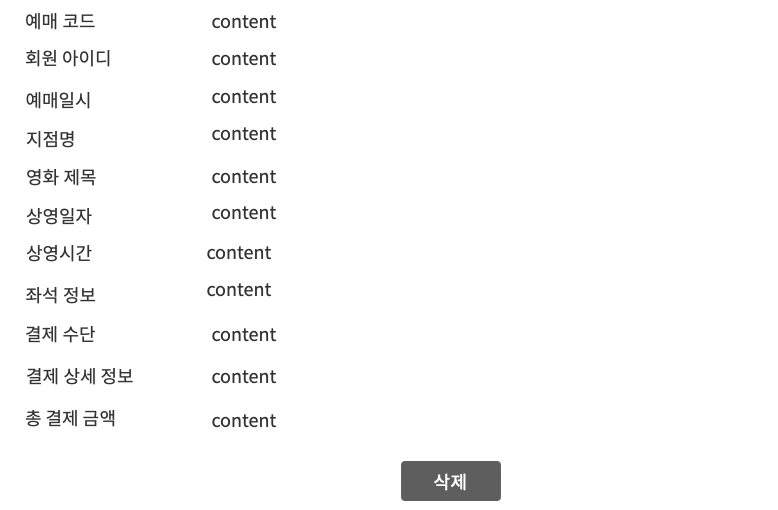 예매 코드 content
회원 아이디 content
예매일시 content
지점명 content
영화 제목 content
상영일자 content
상영시간 content
좌석 정보 content
결제 수단 content
결제 상세 정보 content
총 결제 금액 content
삭제